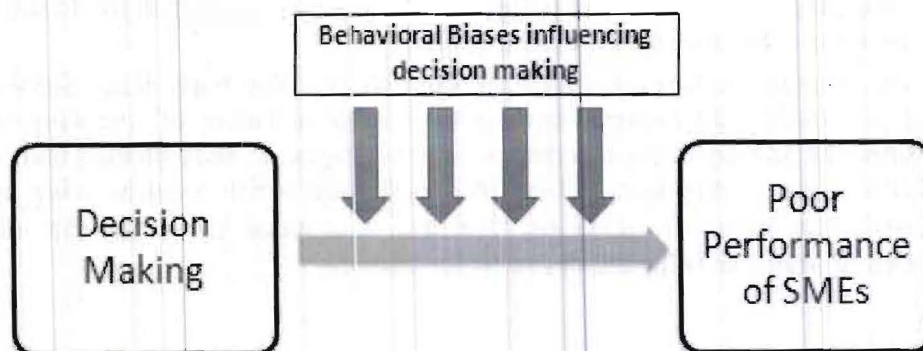 Behavioral Biases influencing
decision making
Decision
Making
Poor
Performance
of SMEs